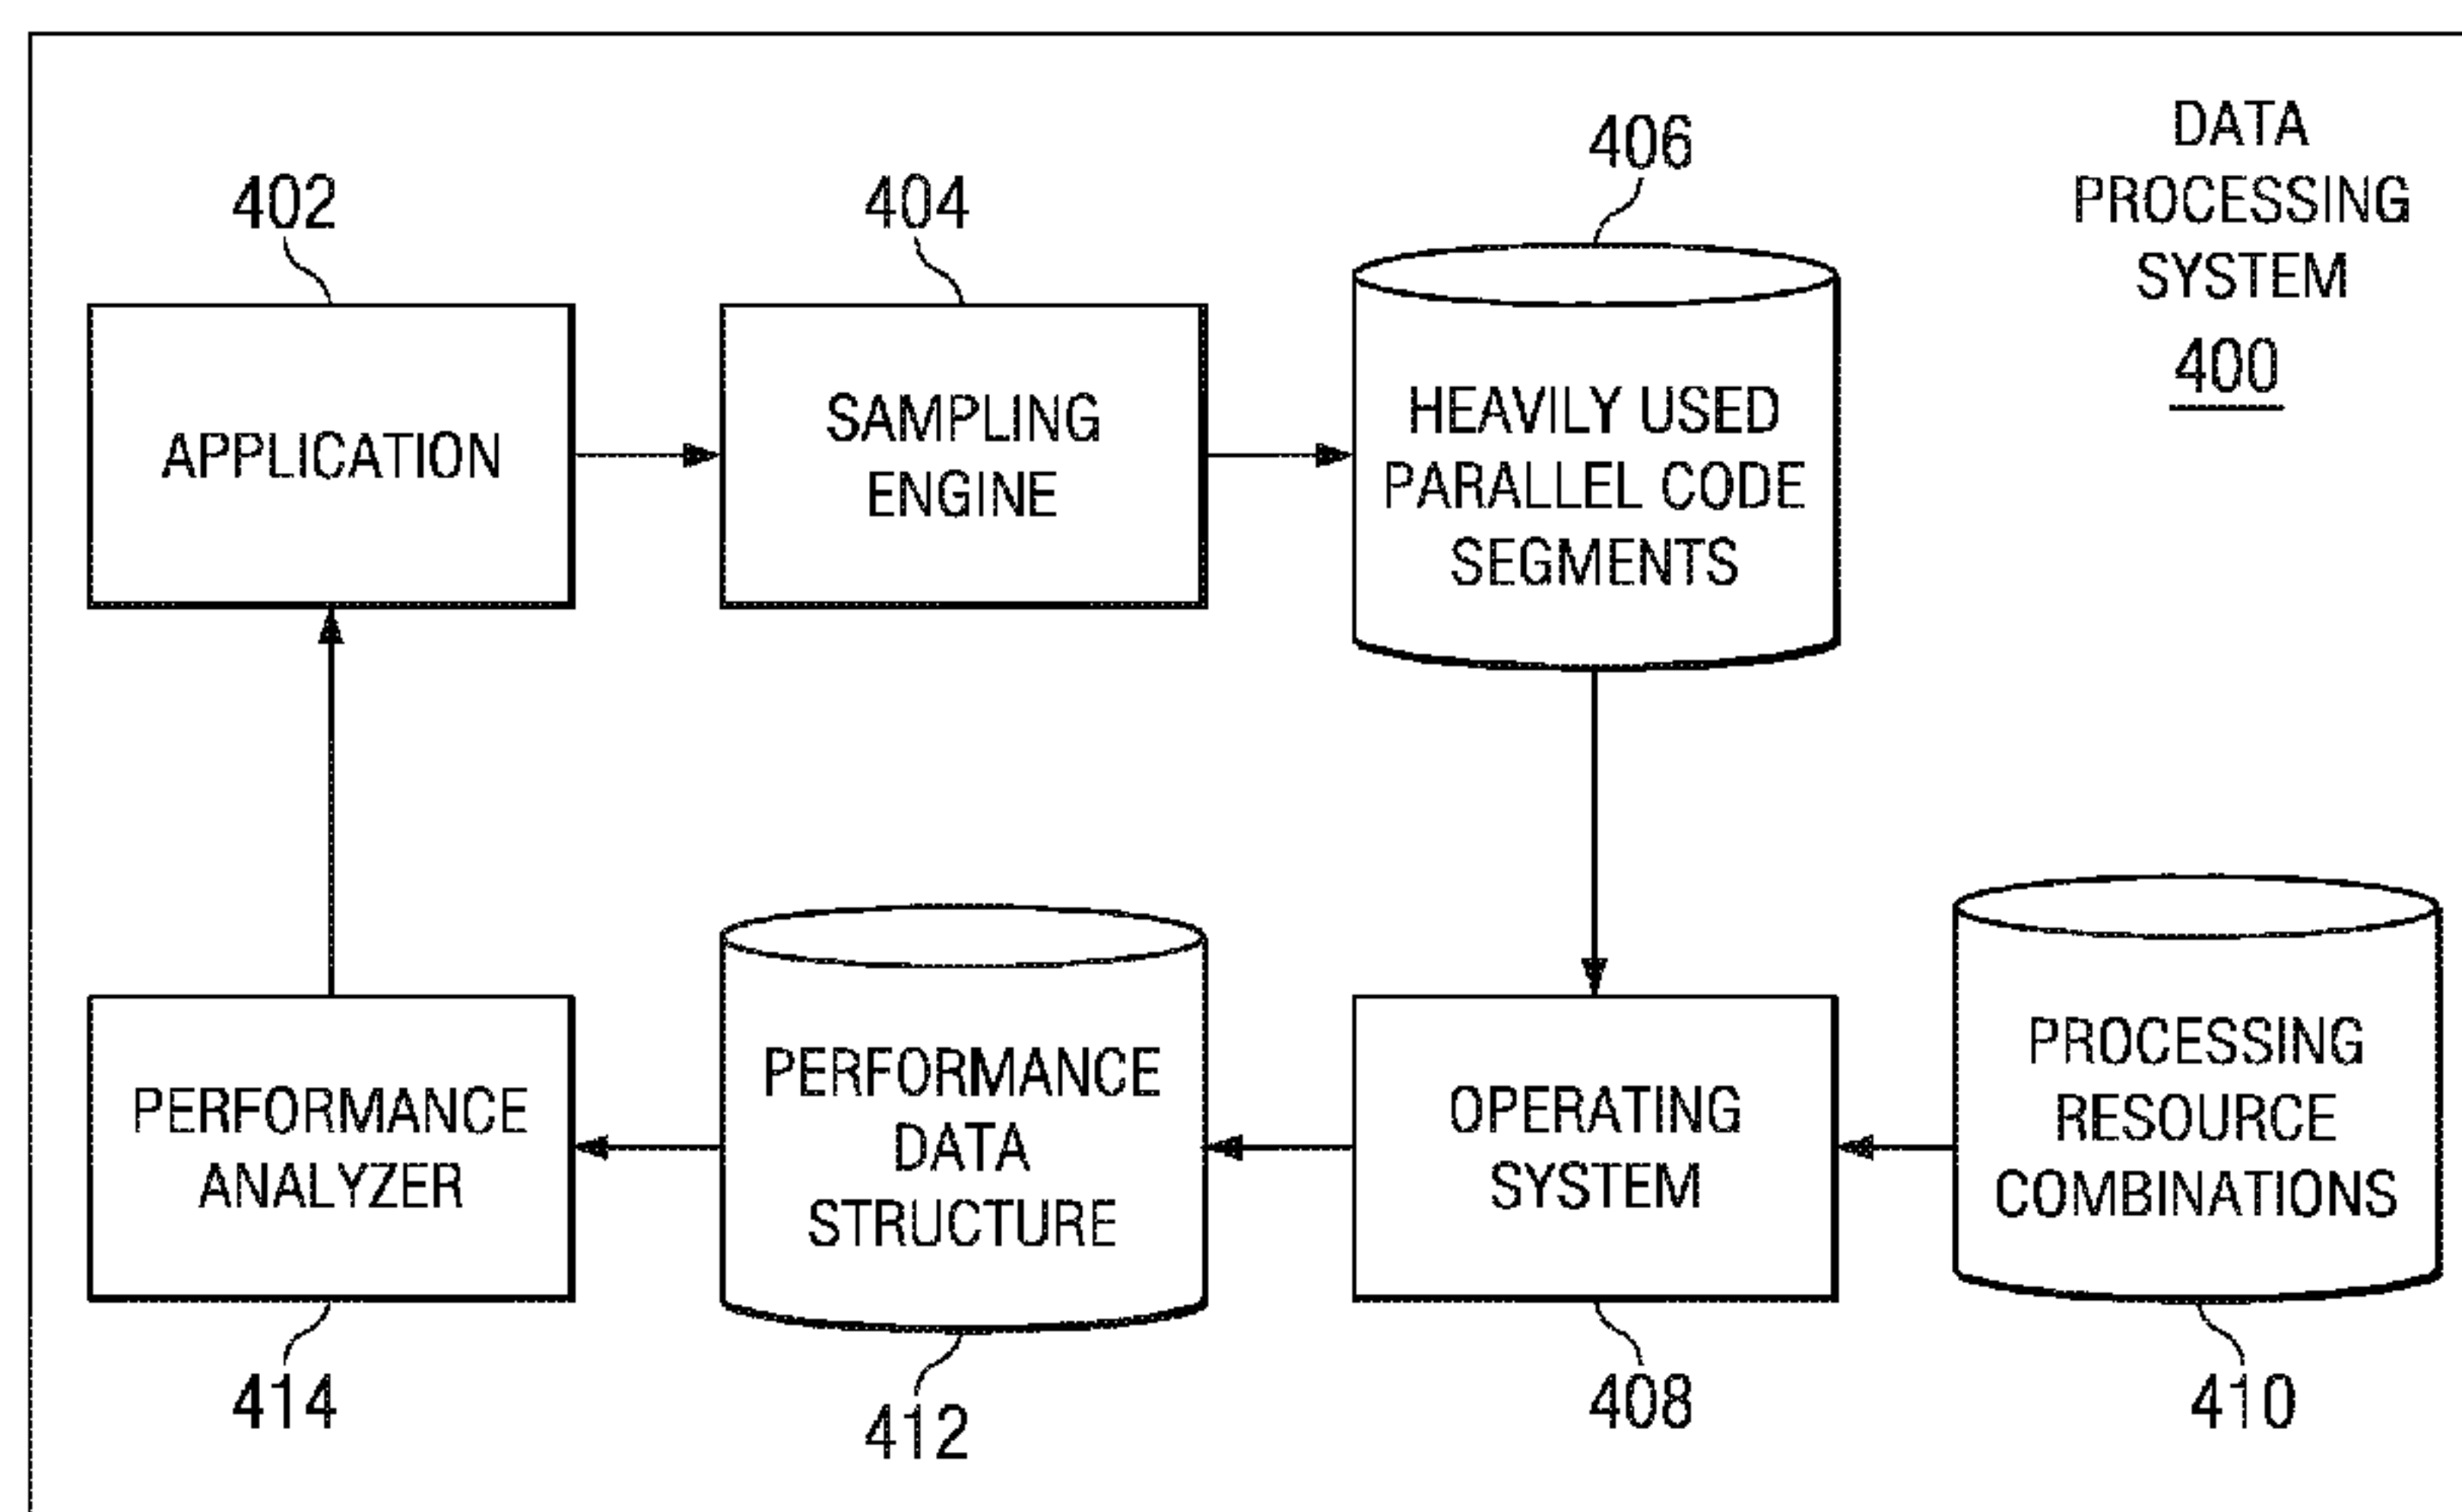 DATA
PROCESSING
SYSTEM
400
402
APPLICATION
404
SAMPLING
ENGINE
406
HEAVILY USED
PARALLEL CODE
SEGMENTS
PERFORMANCE
ANALYZER
414
PERFORMANCE
DATA
STRUCTURE
412
OPERATING
SYSTEM
408
PROCESSING
RESOURCE
COMBINATIONS
410